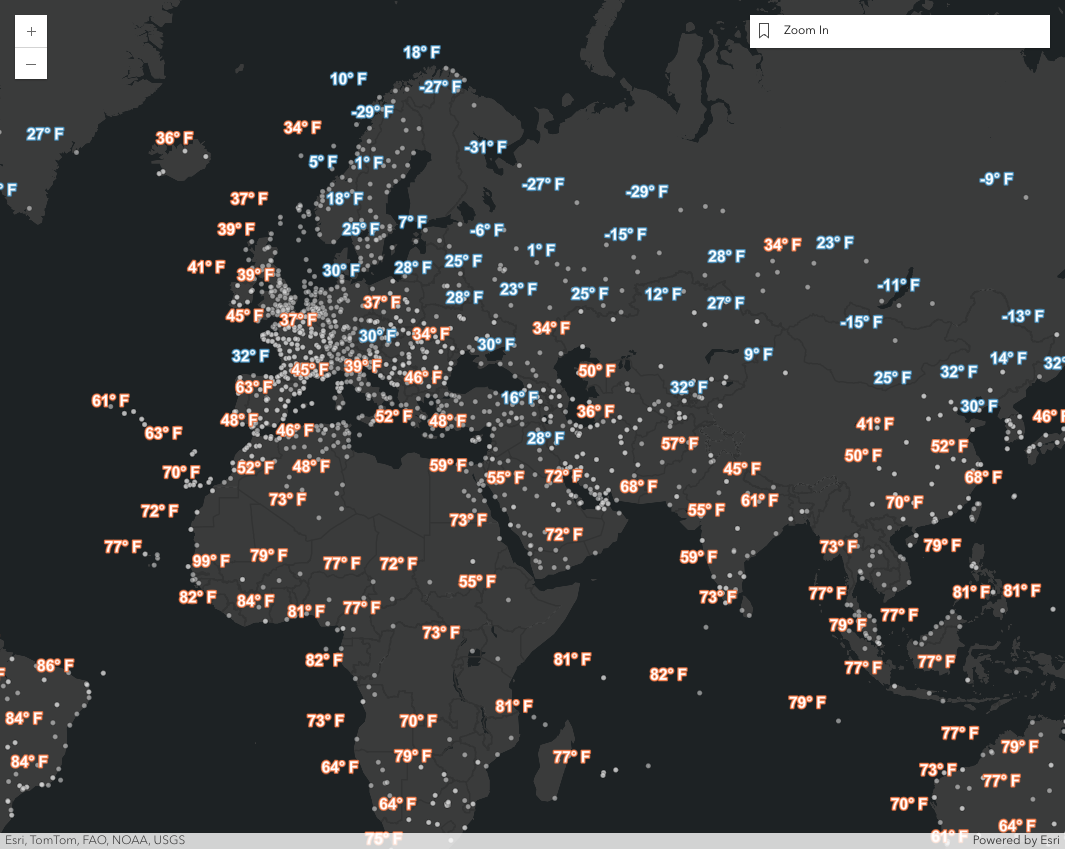 +
Zoom In
−
18° F
10° F
-27° F
-29° F
34° F
27° F
36° F
-31° F
5° F
1° F
-27° F
-29° F
-9° F
° F
37° F
18° F
39° F
25° F
7° F
-6° F
-15° F
34° F
23° F
1° F
28° F
41° F
39° F
30° F
28° F
25° F
-11° F
37° F
28° F
23° F
25° F
12° F
27° F
45° F
37° F
-15° F
-13° F
30° F
34° F
34° F
30° F
32° F
9° F
14° F
32°
45° F
39° F
50° F
32° F
46° F
25° F
63° F
32° F
16° F
61° F
30° F
36° F
52° F
48° F
48° F
46° F
41° F
63° F
46° F
28° F
57° F
52° F
50° F
70° F
52° F
48° F
59° F
55° F
72° F
45° F
68° F
68° F
73° F
61° F
70° F
72° F
55° F
73° F
72° F
77° F
73° F
79° F
99° F
79° F
77° F
72° F
59° F
55° F
82° F
84° F
81° F
77° F
73° F
77° F
81° F
81° F
77° F
79° F
73° F
82° F
81° F
77° F
77° F
86° F
F
82° F
79° F
81° F
84° F
73° F
70° F
77° F
79° F
84° F
64° F
79° F
77° F
73° F
77° F
64° F
70° F
64° F
75° F
61° F
Esri, TomTom, FAO, NOAA, USGS
Powered by Esri